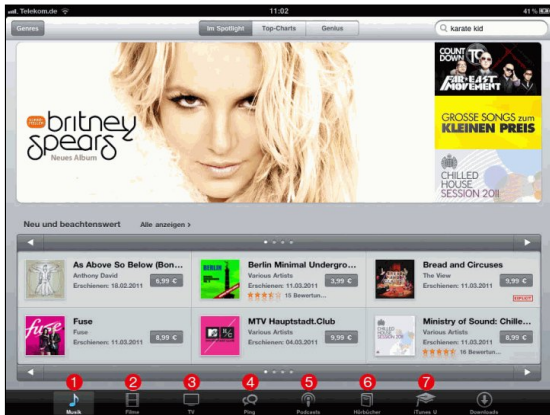 Telekom.de
11:02
41 %
Genres
Im Spotlight
Top-Charts
Genius
karate kid
britney
spears
Neues Album
COUNT
DOWN TO
FAR★EAST
MOVEMENT
GROSSE SONGS zum
KLEINEN PREIS
CHILLED
HOUSE
SESSION 2011
Neu und beachtenswert
Alle anzeigen >
As Above So Below (Bon...
Anthony David
Erschienen: 18.02.2011
8,99 €
Berlin Minimal Undergro...
Various Artists
Erschienen: 11.03.2011
15 Bewertun...
3,99 €
Bread and Circuses
The View
Erschienen: 11.03.2011
9,99 €
EXPLICIT
Fuse
Fuse
Erschienen: 11.03.2011
8,99 €
MTV Hauptstadt.Club
Various Artists
Erschienen: 04.03.2011
9,99 €
Ministry of Sound: Chille...
Various Artists
Erschienen: 11.03.2011
16 Bewertun...
8,99 €
1 2 3 4 5 6 7
Musik
Filme
TV
Ping
Podcasts
Hörbücher
iTunes U
Downloads